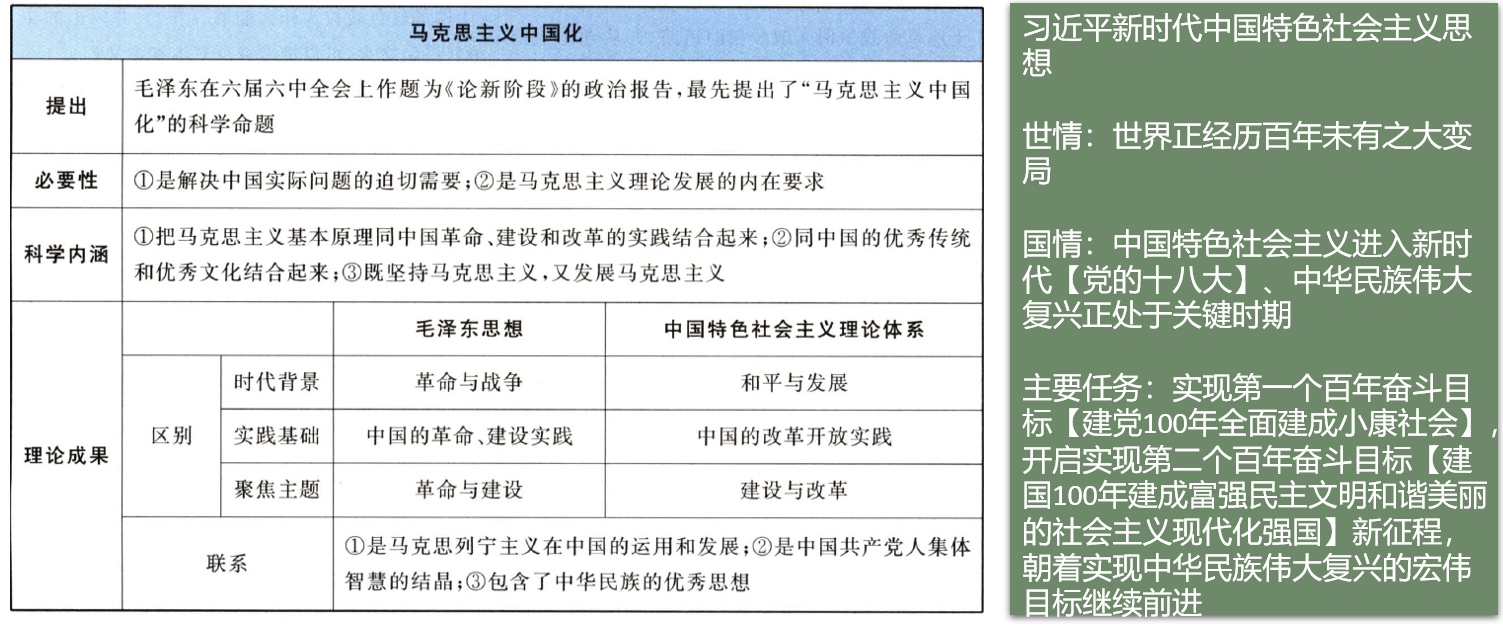 马克思主义中国化
提出
毛泽东在六届六中全会上作题为《论新阶段》的政治报告,最先提出了“马克思主义中国
化”的科学命题
必要性
①是解决中国实际问题的迫切需要;②是马克思主义理论发展的内在要求
科学内涵
①把马克思主义基本原理同中国革命、建设和改革的实践结合起来;②同中国的优秀传统
和优秀文化结合起来;③既坚持马克思主义,又发展马克思主义
理论成果
毛泽东思想
中国特色社会主义理论体系
区别
时代背景
革命与战争
和平与发展
实践基础
中国的革命、建设实践
中国的改革开放实践
聚焦主题
革命与建设
建设与改革
联系
①是马克思列宁主义在中国的运用和发展;②是中国共产党人集体
智慧的结晶;③包含了中华民族的优秀思想
习近平新时代中国特色社会主义思
想
世情：世界正经历百年未有之大变
局
国情：中国特色社会主义进入新时
代【党的十八大】、中华民族伟大
复兴正处于关键时期
主要任务：实现第一个百年奋斗目
标【建党100年全面建成小康社会】，
开启实现第二个百年奋斗目标【建
国100年建成富强民主文明和谐美丽
的社会主义现代化强国】新征程，
朝着实现中华民族伟大复兴的宏伟
目标继续前进